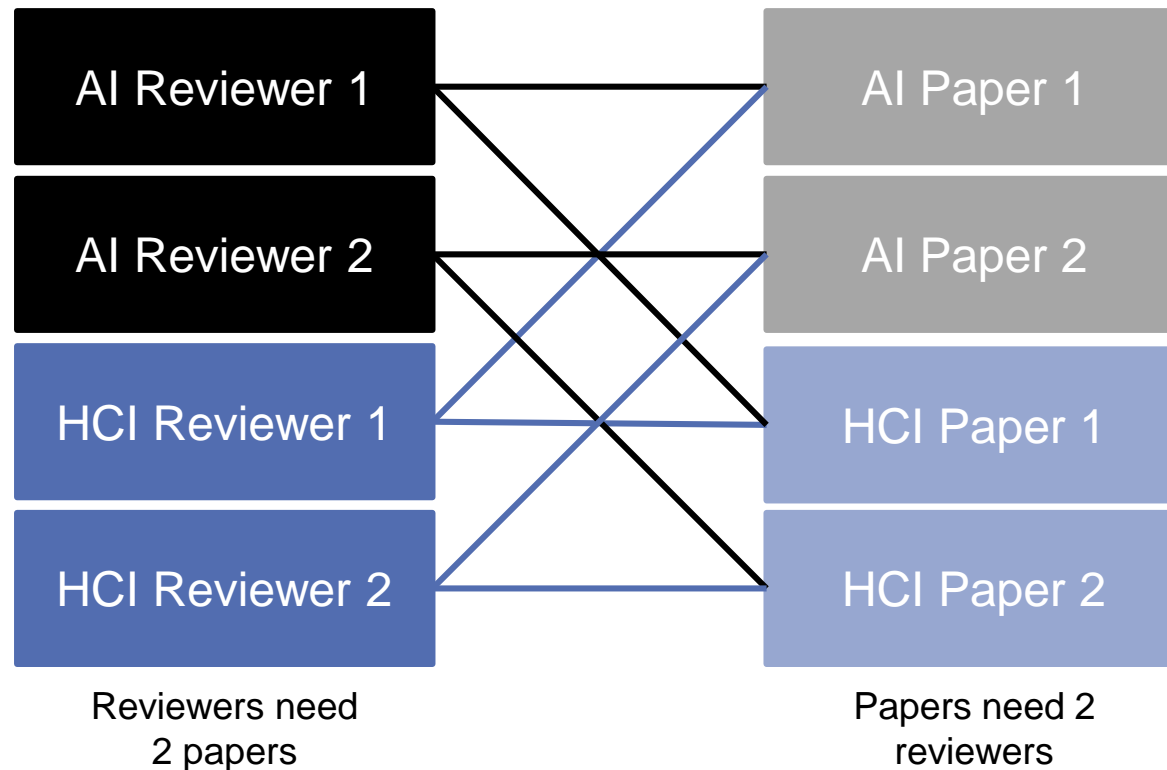 AI Reviewer 1
AI Paper 1
AI Reviewer 2
AI Paper 2
HCI Reviewer 1
HCI Paper 1
HCI Reviewer 2
HCI Paper 2
Reviewers need
2 papers
Papers need 2
reviewers